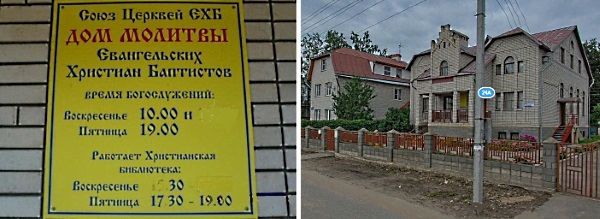 Союз Церквей ЕХБ
ДОМ МОЛИТВЫ
Евангельских
Христиан Баптистов
ВРЕМЯ БОГОСЛУЖЕНИЙ:
Воскресенье 10.00 и
Пятница 19.00
Работает Христианская
библиотека:
Воскресенье 30
Пятница 17 30 - 19.00
24А